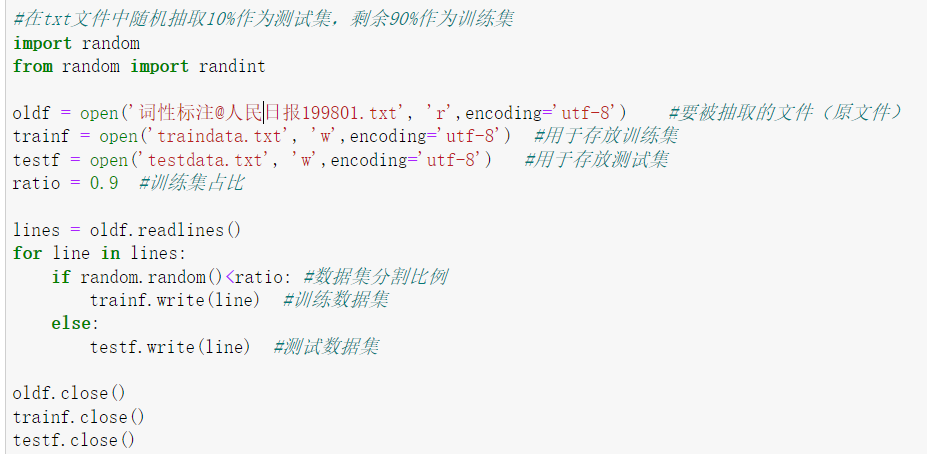 #在txt文件中随机抽取10%作为测试集，剩余90%作为训练集
import random
from random import randint

oldf = open('词性标注@人民日报199801.txt', 'r',encoding='utf-8')    #要被抽取的文件（原文件）
trainf = open('traindata.txt', 'w',encoding='utf-8')  #用于存放训练集
testf = open('testdata.txt', 'w',encoding='utf-8')   #用于存放测试集
ratio = 0.9  #训练集占比

lines = oldf.readlines()
for line in lines:
    if random.random()<ratio: #数据集分割比例
        trainf.write(line)  #训练数据集
    else:
        testf.write(line)  #测试数据集

oldf.close()
trainf.close()
testf.close()